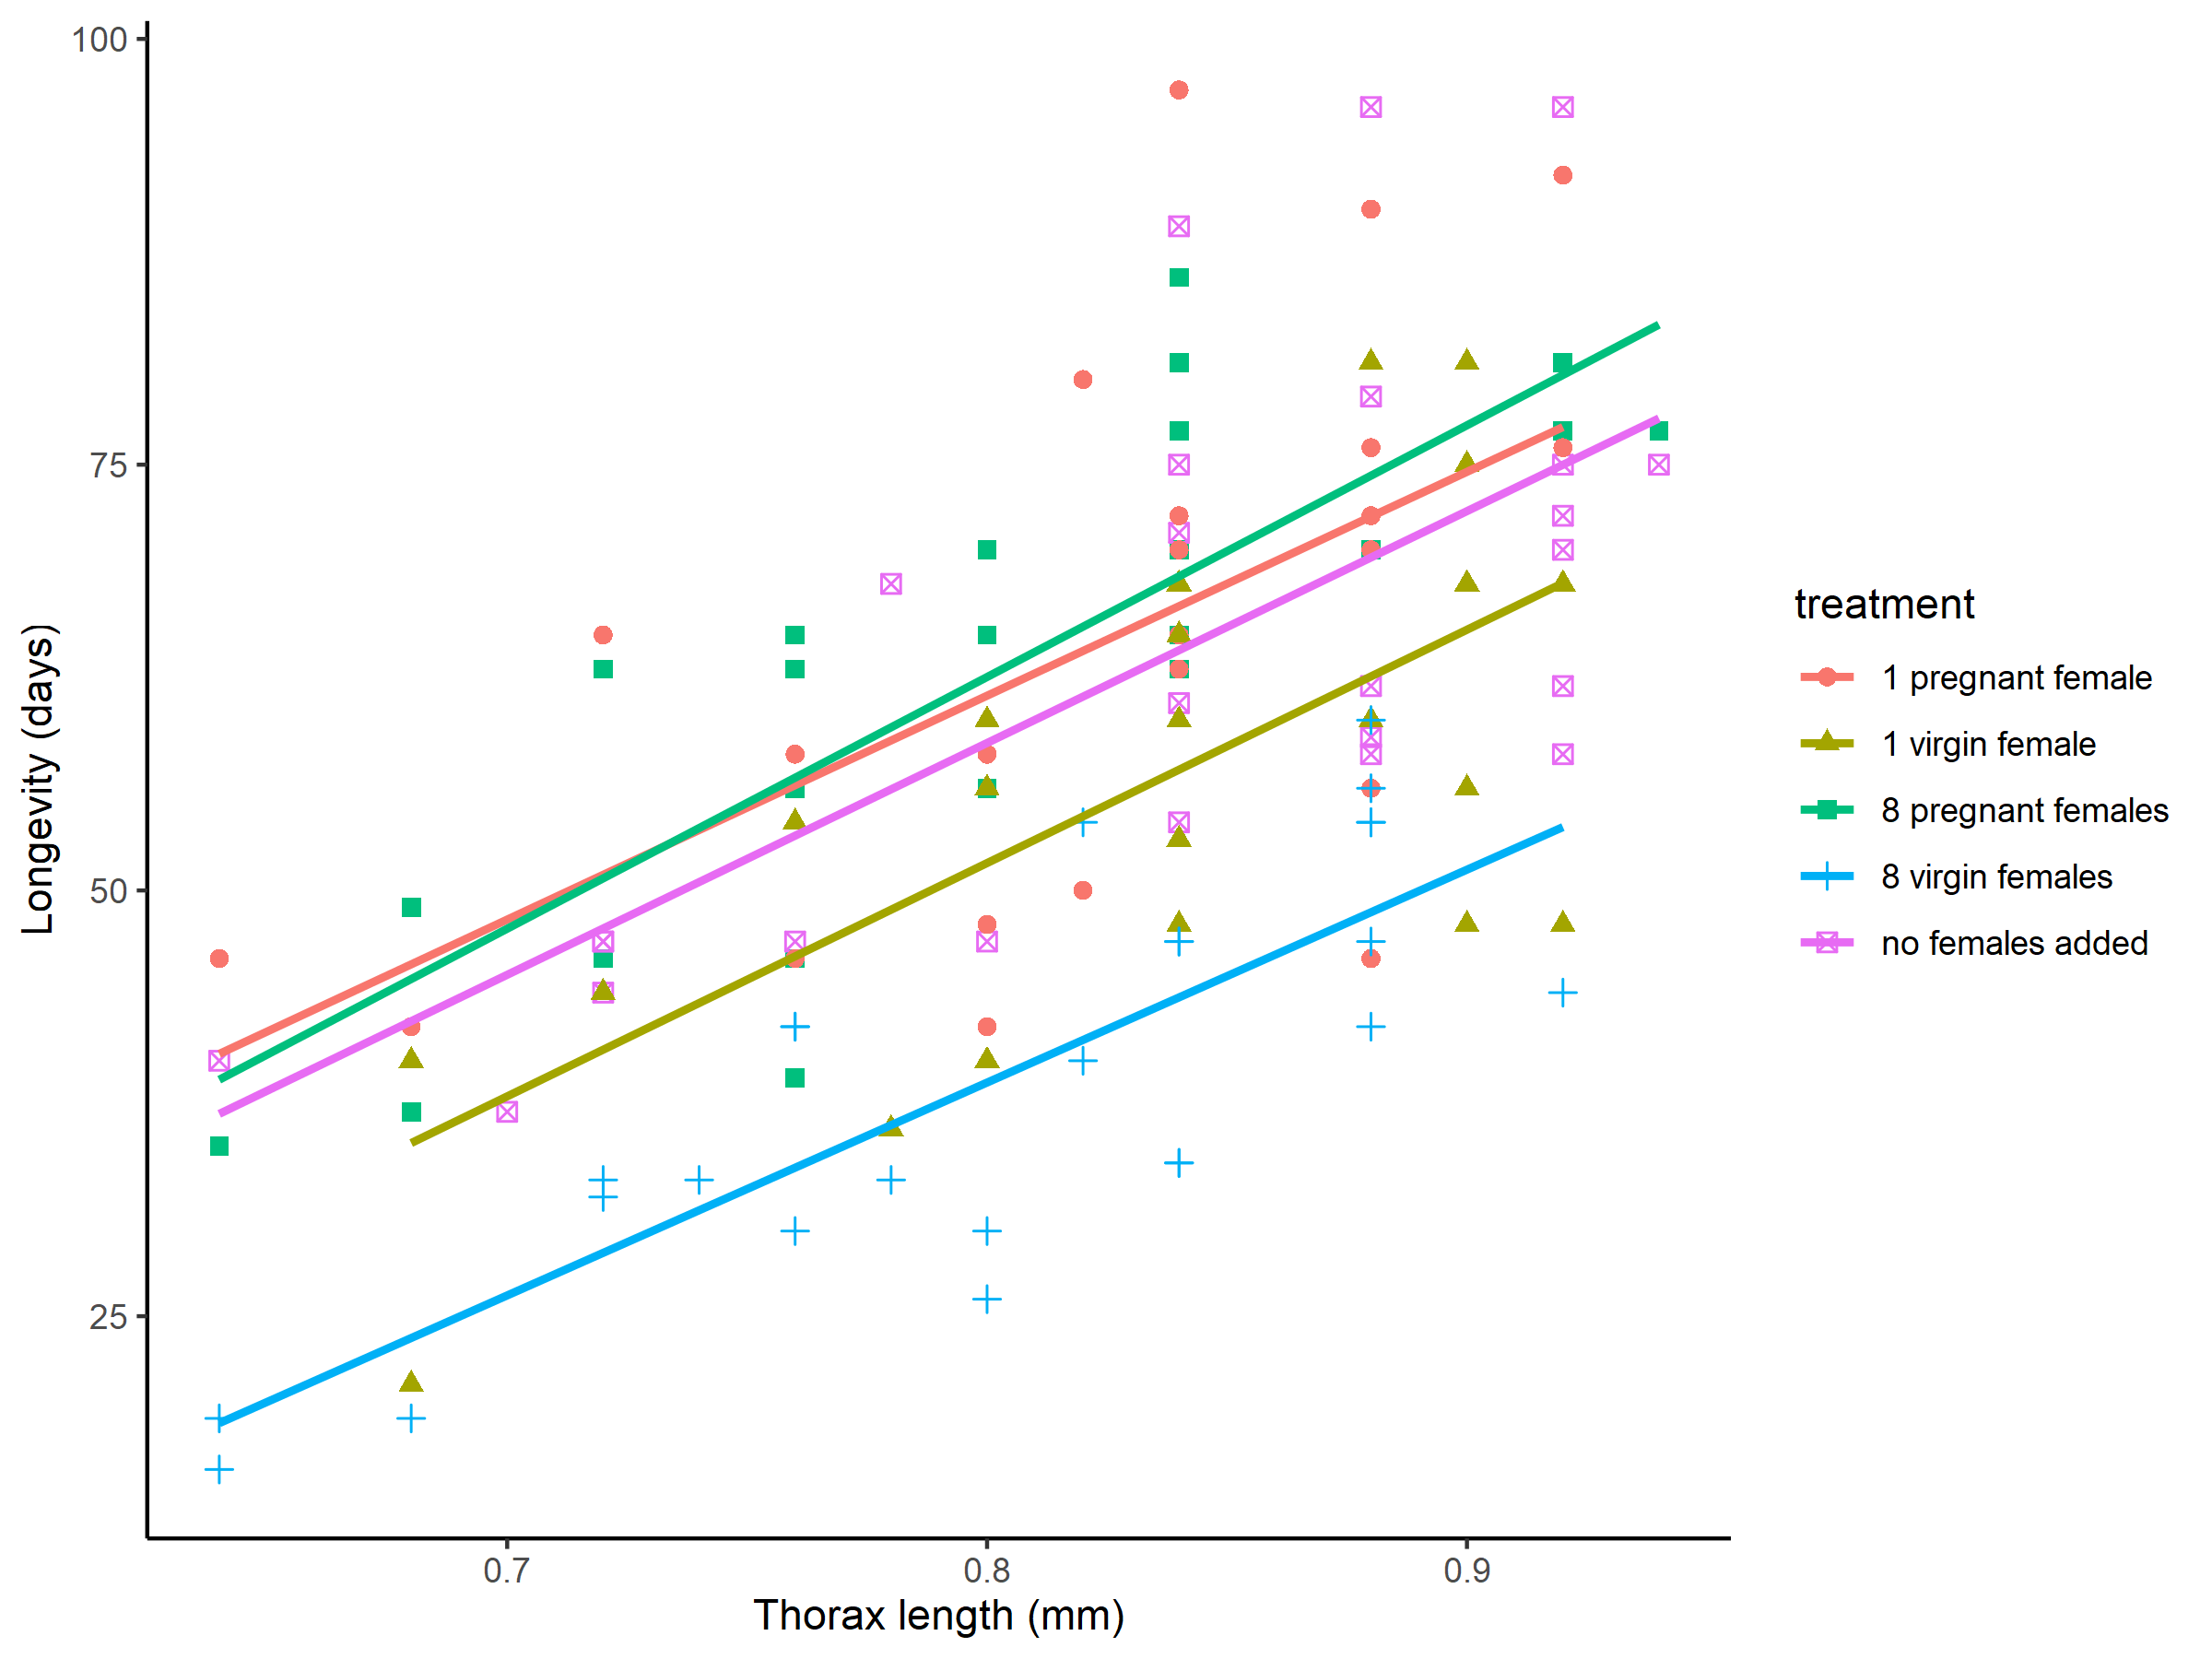 100
75
50
25
Longevity (days)
0.7
0.8
0.9
Thorax length (mm)
treatment
1 pregnant female
1 virgin female
8 pregnant females
8 virgin females
no females added